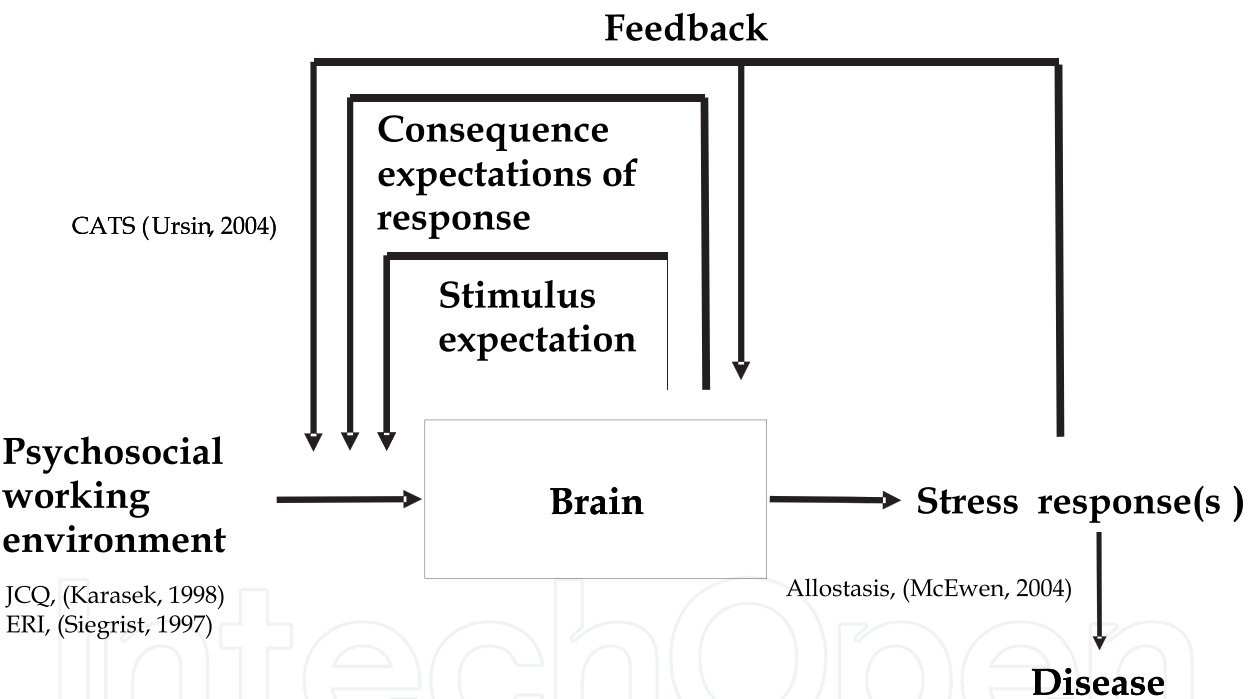 Feedback
Consequence
expectations of
response
CATS (Ursin, 2004)
Stimulus
expectation
Psychosocial
working
environment
Brain
Stress response(s )
JCQ, (Karasek, 1998)
ERI, (Siegrist, 1997)
Allostasis, (McEwen, 2004)
Disease
IntechOpen